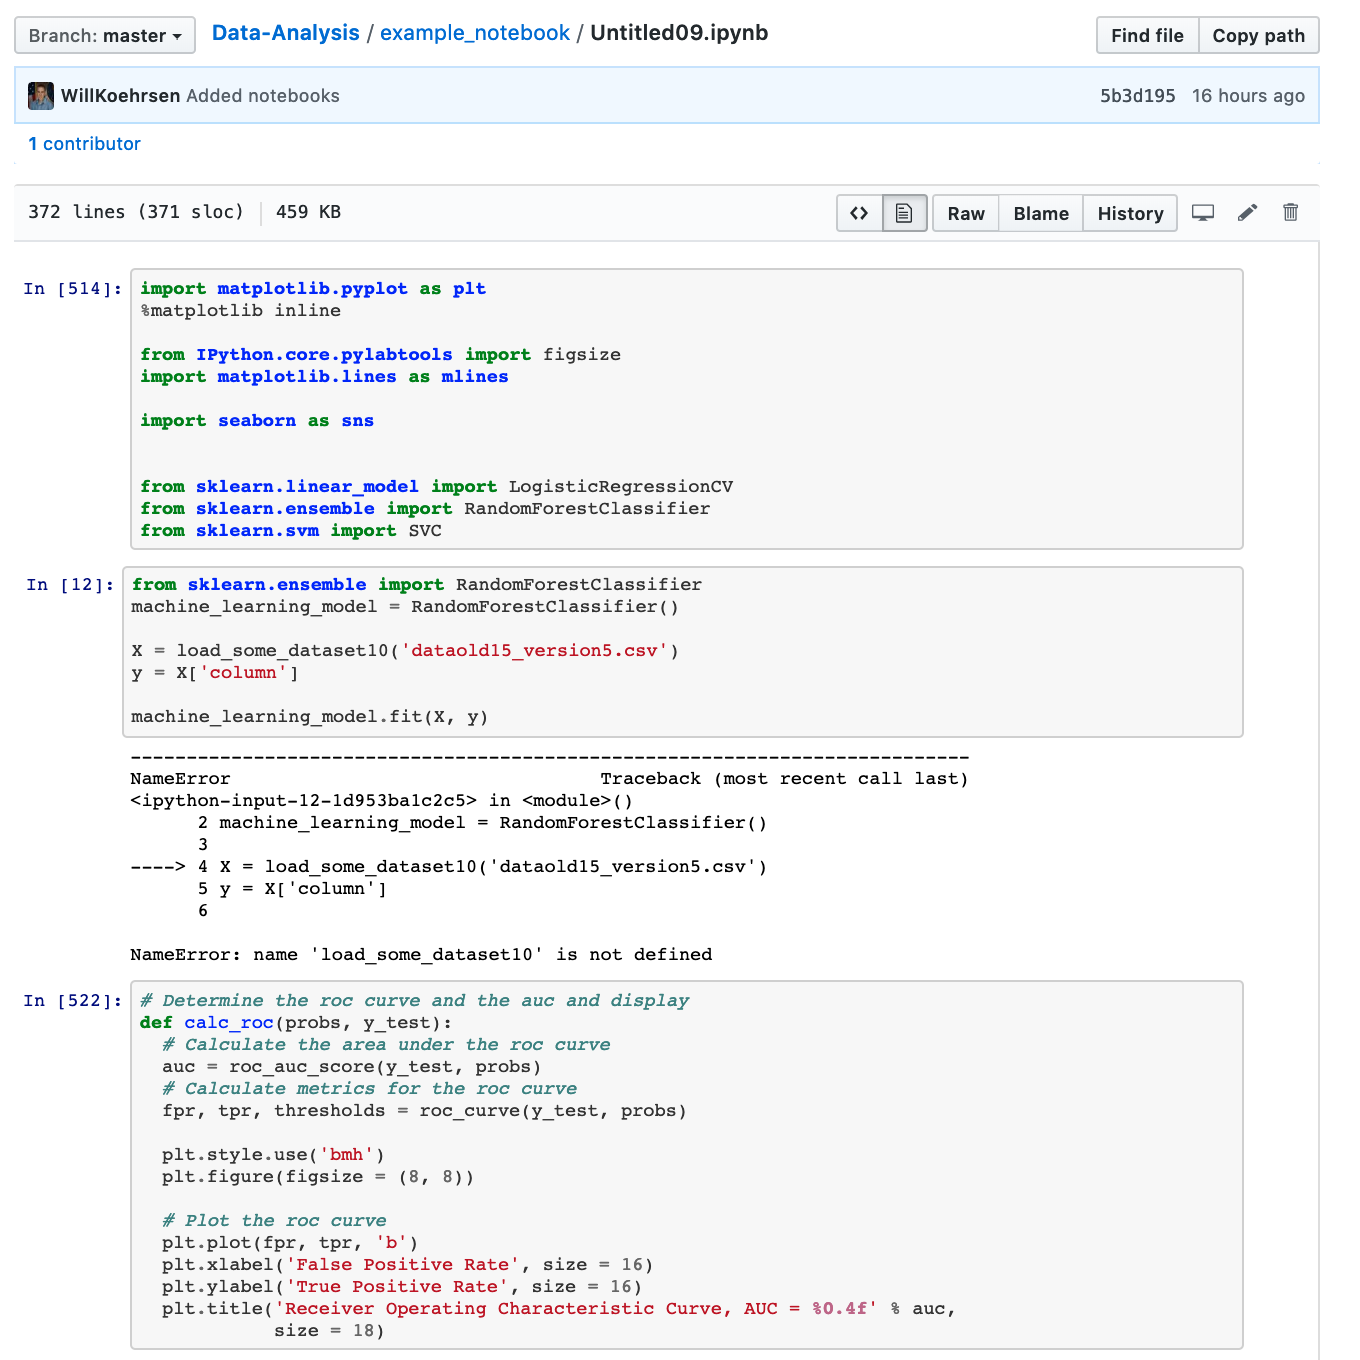 Branch: master
Data-Analysis / example_notebook / Untitled09.ipynb
Find file
Copy path
WillKoehrsen Added notebooks
5b3d195 16 hours ago
1 contributor
372 lines (371 sloc) 459 KB
<>
Raw
Blame
History
In [514]:
import matplotlib.pyplot as plt
%matplotlib inline
from IPython.core.pylabtools import figsize
import matplotlib.lines as mlines
import seaborn as sns
from sklearn.linear_model import LogisticRegressionCV
from sklearn.ensemble import RandomForestClassifier
from sklearn.svm import SVC
In [12]:
from sklearn.ensemble import RandomForestClassifier
machine_learning_model = RandomForestClassifier()
X = load_some_dataset10('dataold15_version5.csv')
y = X['column']
machine_learning_model.fit(X, y)
---------------------------------------------------------------------------
NameError                                 Traceback (most recent call last)
<ipython-input-12-1d953ba1c2c5> in <module>()
      2 machine_learning_model = RandomForestClassifier()
      3
----> 4 X = load_some_dataset10('dataold15_version5.csv')
      5 y = X['column']
      6
NameError: name 'load_some_dataset10' is not defined
In [522]:
# Determine the roc curve and the auc and display
def calc_roc(probs, y_test):
  # Calculate the area under the roc curve
  auc = roc_auc_score(y_test, probs)
  # Calculate metrics for the roc curve
  fpr, tpr, thresholds = roc_curve(y_test, probs)
  plt.style.use('bmh')
  plt.figure(figsize = (8, 8))
  # Plot the roc curve
  plt.plot(fpr, tpr, 'b')
  plt.xlabel('False Positive Rate', size = 16)
  plt.ylabel('True Positive Rate', size = 16)
  plt.title('Receiver Operating Characteristic Curve, AUC = %0.4f' % auc,
            size = 18)